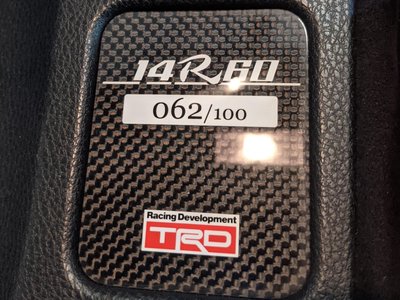 14R60
062/100
Racing Development
TRD